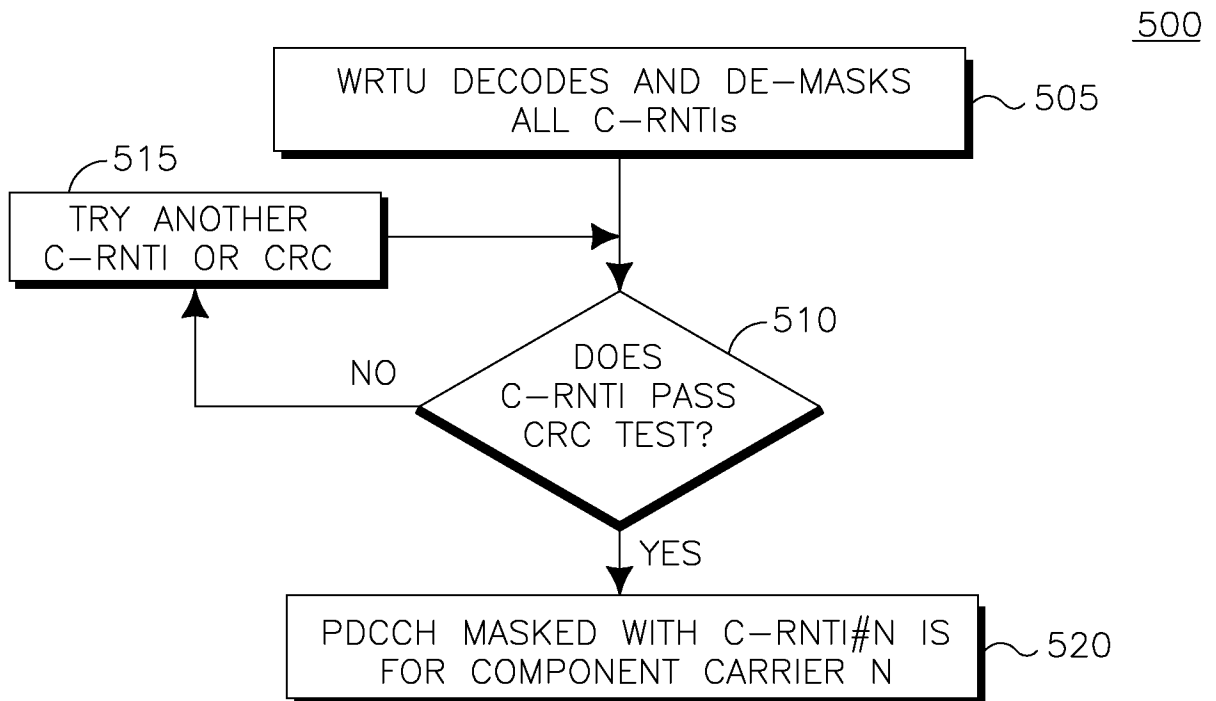 500
WRTU DECODES AND DE-MASKS
ALL C-RNTIs
505
515
TRY ANOTHER
C-RNTI OR CRC
510
DOES
C-RNTI PASS
CRC TEST?
NO
YES
PDCCH MASKED WITH C-RNTI#N IS
FOR COMPONENT CARRIER N
520